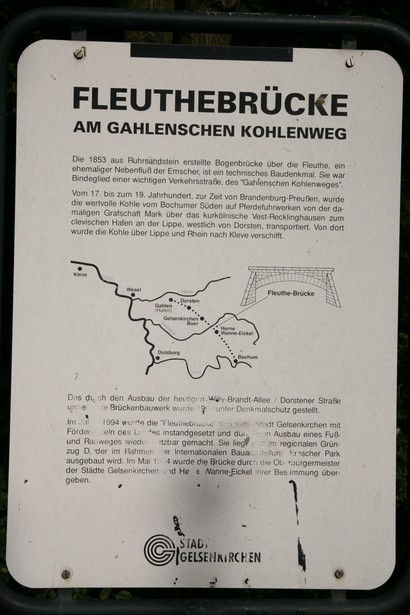 FLEUTHEBRÜCKE
AM GAHLENSCHEN KOHLENWEG
Die 1853 aus Ruhrsandstein erstellte Bogenbrücke über die Fleuthe, ein
ehemaliger Nebenfluß der Emscher, ist ein technisches Baudenkmal. Sie war
Bindeglied einer wichtigen Verkehrsstraße, des "Gahlenschen Kohlenweges".
Vom 17. bis zum 19. Jahrhundert, zur Zeit von Brandenburg-Preußen, wurde
die wertvolle Kohle vom Bochumer Süden auf Pferdefuhrwerken von der da-
maligen Grafschaft Mark über das kurkölnische Vest-Recklinghausen zum
clevischen Hafen an der Lippe, westlich von Dorsten, transportiert. Von dort
wurde die Kohle über Lippe und Rhein nach Kleve verschifft.
Kleve
Wesel
Gahlen
(Hafen)
Dorsten
Gelsenkirchen
Buer
Herne
Wanne-Eickel
Duisburg
Bochum
Fleuthe-Brücke
Das durch den Ausbau der heutigen Willy-Brandt-Allee / Dorstener Straße
Brückenbauwerk wurde unter Denkmalschutz gestellt.
Im 1994 wurde die "Fleuthebrücke Stadt Gelsenkirchen mit
des Landes instandgesetzt und Ausbau eines Fuß-
und Radweges gemacht. Sie liegt im regionalen Grün-
zug D, der im Rahmen der Internationalen Bauausstellung Emscher Park
ausgebaut wird. Im Mai wurde die Brücke durch die Oberbürgermeister
der Städte Gelsenkirchen und Herne Wanne-Eickel ihrer Bestimmung über-
geben.
STADT
GELSENKIRCHEN